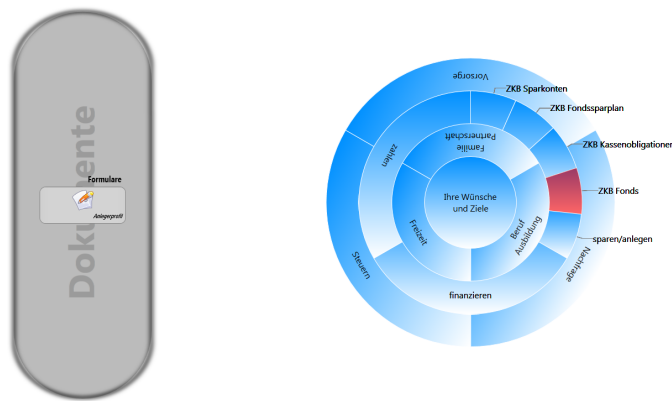 Dokumente
Formulare
Anlegerprofil
Vorsorge
ZKB Sparkonten
ZKB Fondssparplan
ZKB Kassenobligationen
ZKB Fonds
sparen/anlegen
Nachfrage
Steuern
zahlen
finanzieren
Familie
Partnerschaft
Freizeit
Beruf
Ausbildung
Ihre Wünsche
und Ziele